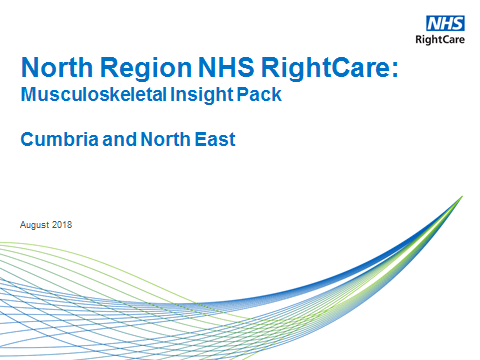 NHS
RightCare
North Region NHS RightCare:
Musculoskeletal Insight Pack
Cumbria and North East
August 2018